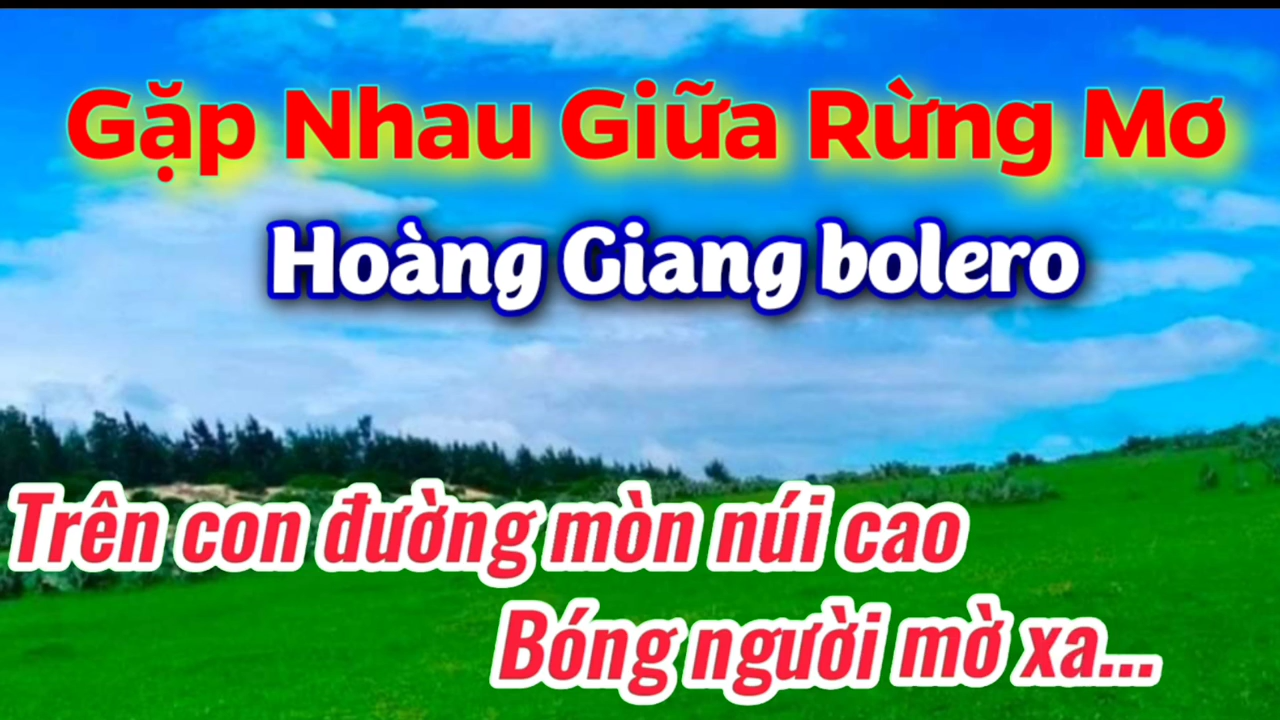 Gặp Nhau Giữa Rừng Mơ
Hoàng Giang bolero
Trên con đường mòn núi cao
Bóng người mờ xa...